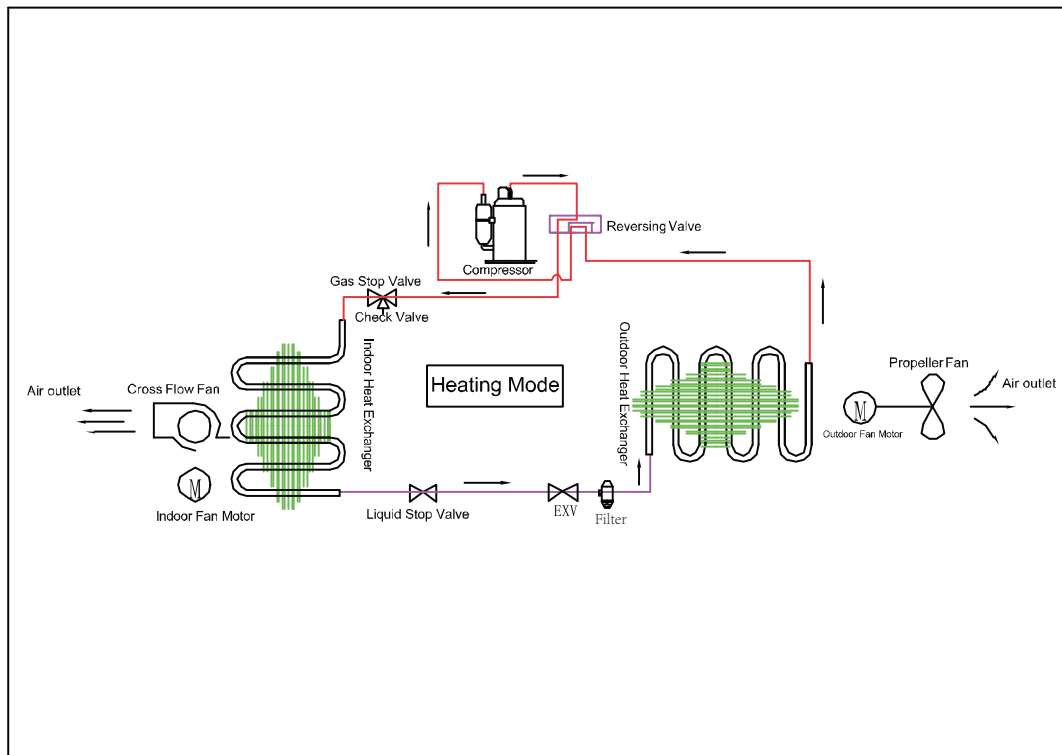 Reversing Valve
Compressor
Gas Stop Valve
Check Valve
Indoor Heat Exchanger
Outdoor Heat Exchanger
Heating Mode
Propeller Fan
Air outlet
Cross Flow Fan
Air outlet
M
Outdoor Fan Motor
M
Indoor Fan Motor
Liquid Stop Valve
EXV
Filter